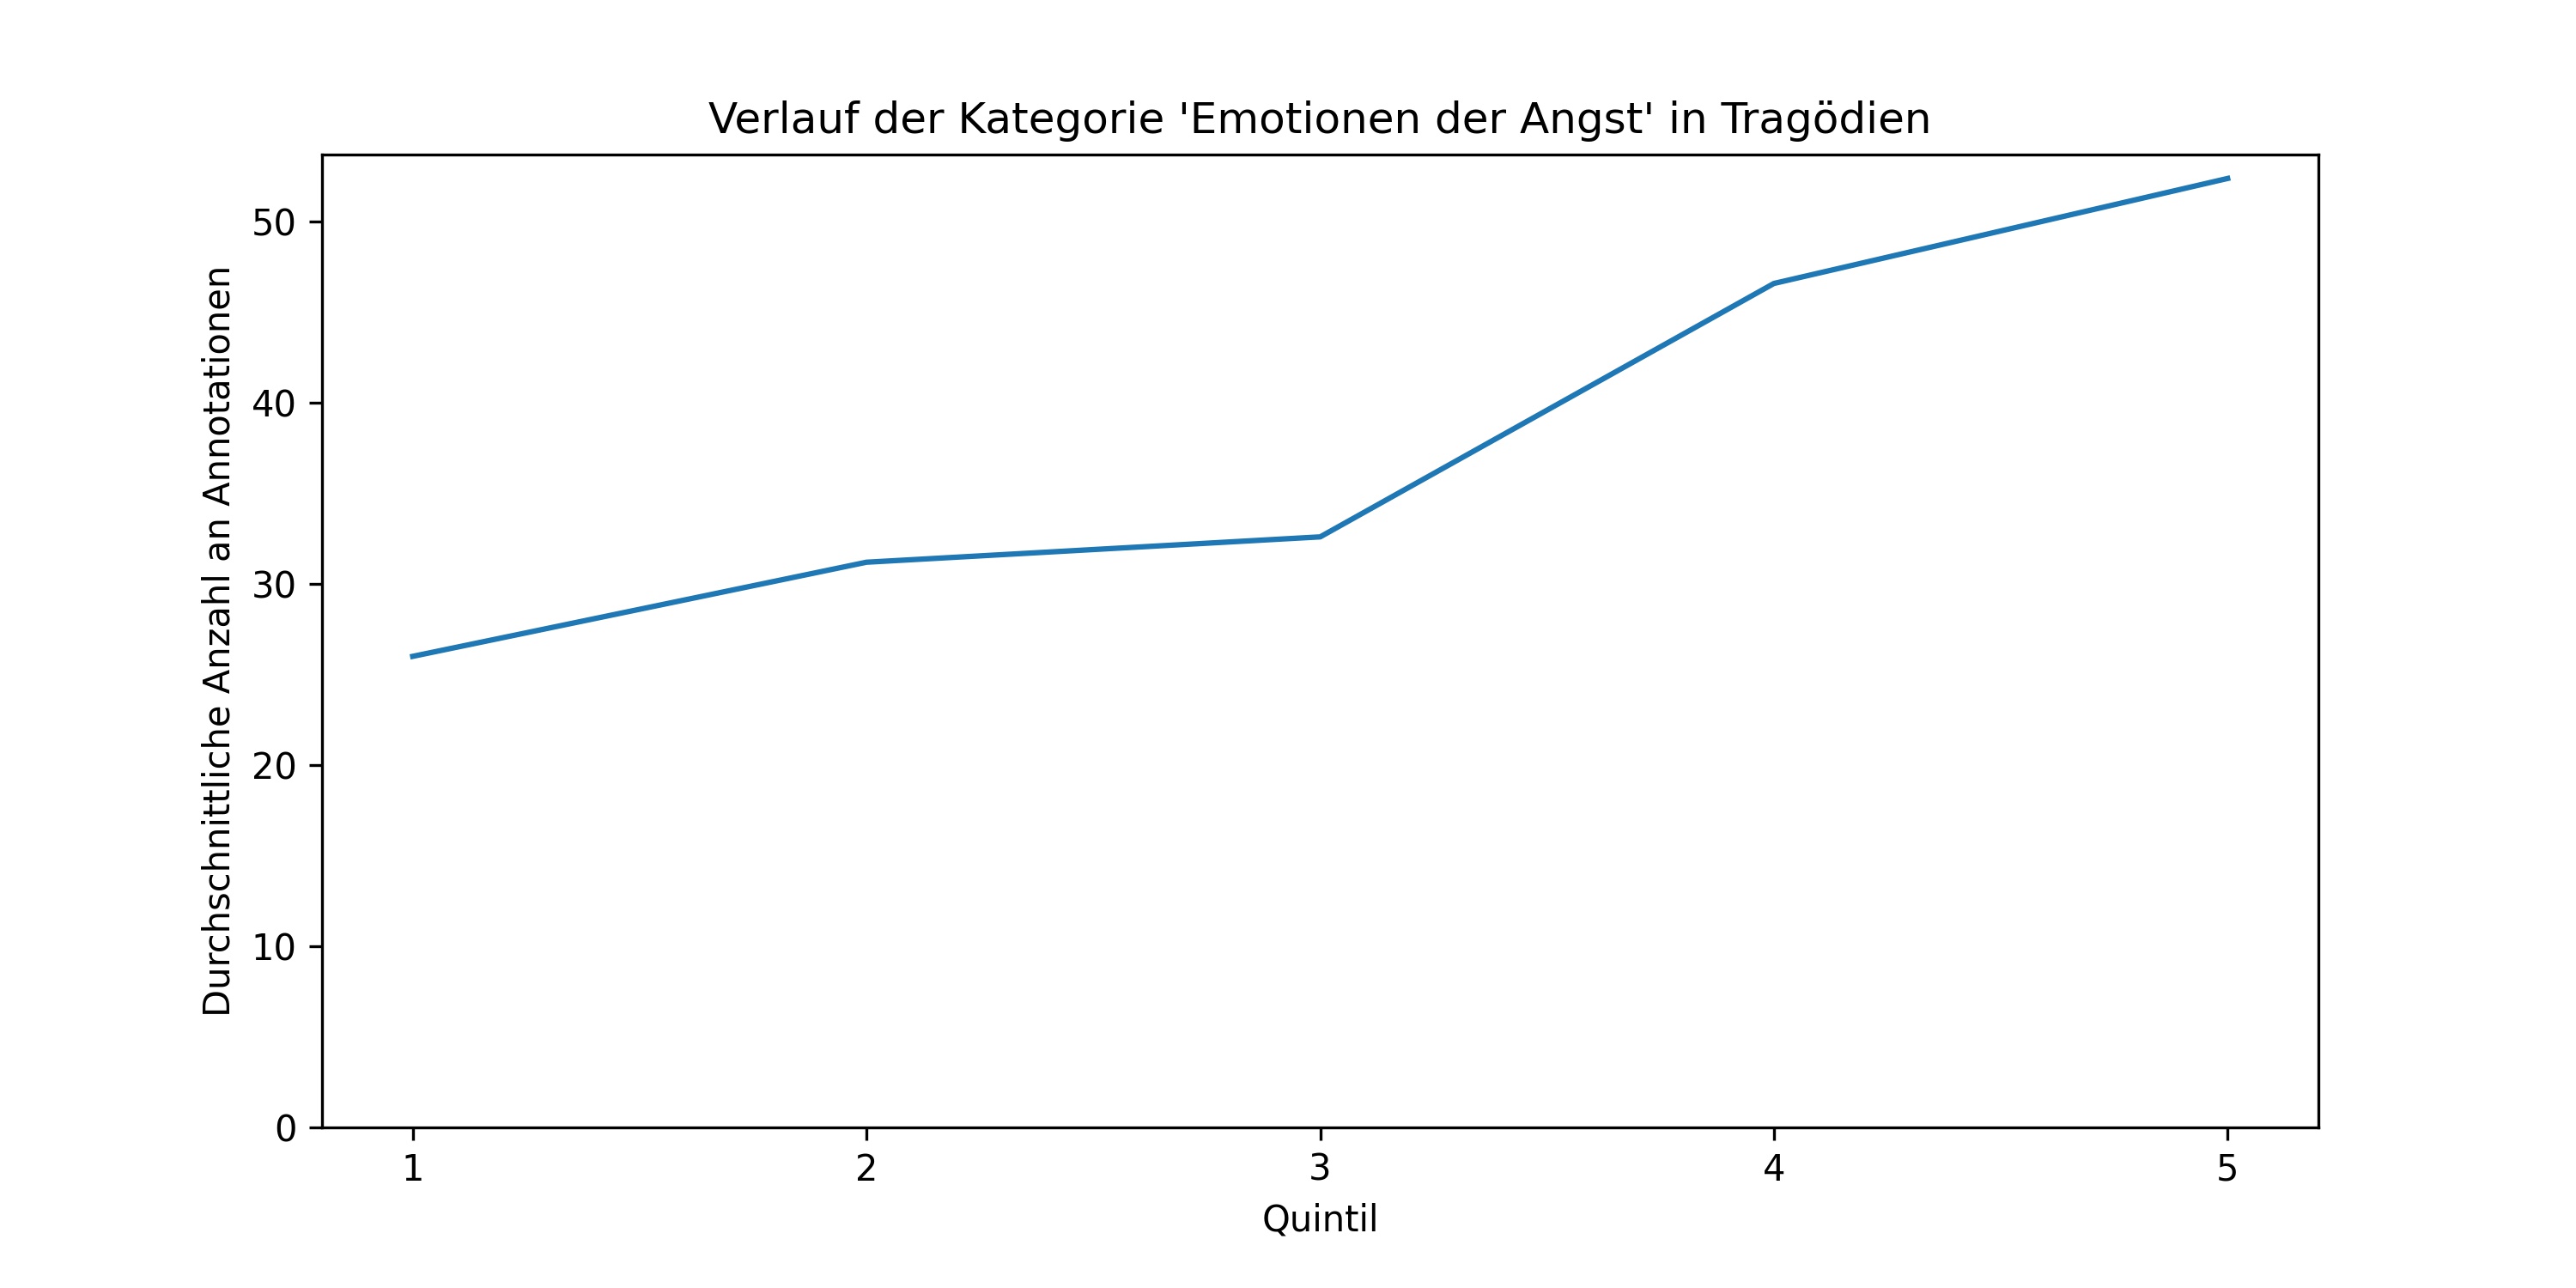 Verlauf der Kategorie 'Emotionen der Angst' in Tragödien
Durchschnittliche Anzahl an Annotationen
50
40
30
20
10
0
1 2 3 4 5
Quintil